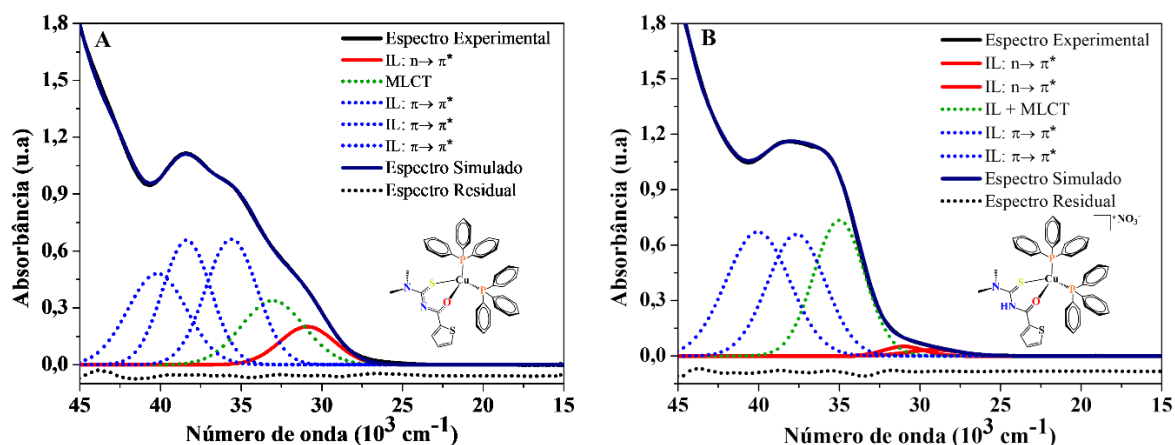 A
Espectro Experimental
IL: n→ π*
MLCT
IL: π→ π*
IL: π→ π*
IL: π→ π*
Espectro Simulado
Espectro Residual
1,8
1,5
1,2
0,9
0,6
0,3
0,0
Absorbância (u.a)
N
S
Cu
P
P
N
O
S
45 40 35 30 25 20 15
Número de onda (10³ cm⁻¹)
B
Espectro Experimental
IL: n→ π*
IL: n→ π*
IL + MLCT
IL: π→ π*
IL: π→ π*
Espectro Simulado
Espectro Residual
1,8
1,5
1,2
0,9
0,6
0,3
0,0
Absorbância (u.a)
+NO₃⁻
P
N
S
Cu
P
HN
O
S
45 40 35 30 25 20 15
Número de onda (10³ cm⁻¹)